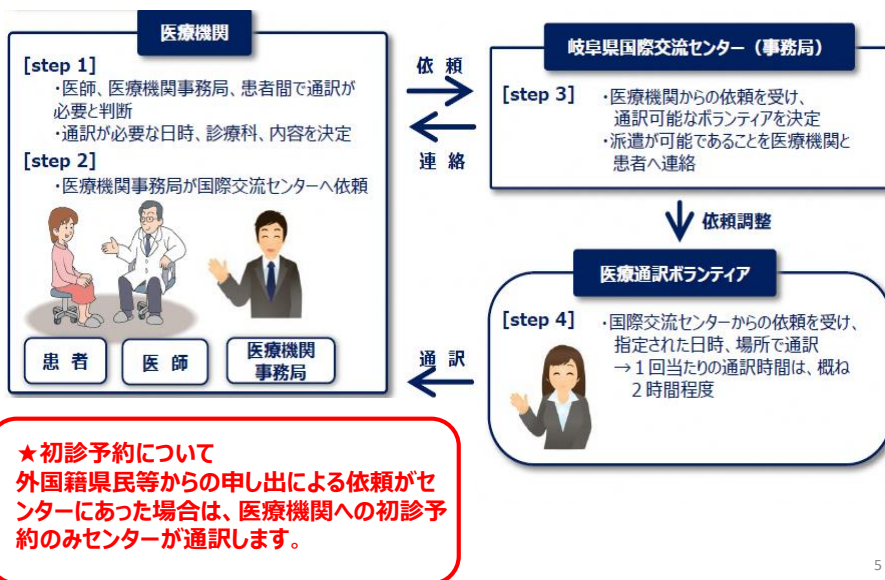 医療機関
[step 1]
・医師、医療機関事務局、患者間で通訳が
必要と判断
・通訳が必要な日時、診療科、内容を決定
[step 2]
・医療機関事務局が国際交流センターへ依頼
患 者
医 師
医療機関
事務局
依 頼
連 絡
岐阜県国際交流センター（事務局）
[step 3]
・医療機関からの依頼を受け、
通訳可能なボランティアを決定
・派遣が可能であることを医療機関と
患者へ連絡
依頼調整
医療通訳ボランティア
[step 4]
・国際交流センターからの依頼を受け、
指定された日時、場所で通訳
→１回当たりの通訳時間は、概ね
２時間程度
通 訳
★初診予約について
外国籍県民等からの申し出による依頼がセ
ンターにあった場合は、医療機関への初診予
約のみセンターが通訳します。
5